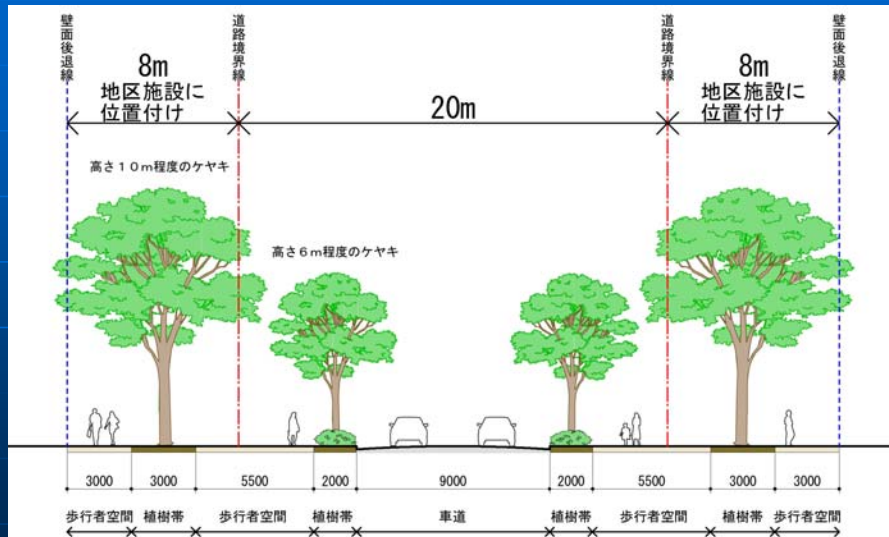 壁面後退線
道路境界線
道路境界線
壁面後退線
8m
地区施設に
位置付け
20m
8m
地区施設に
位置付け
高さ１０ｍ程度のケヤキ
高さ６ｍ程度のケヤキ
3000 3000 5500 2000 9000 2000 5500 3000 3000
歩行者空間 植樹帯 歩行者空間 植樹帯 車道 植樹帯 歩行者空間 植樹帯 歩行者空間